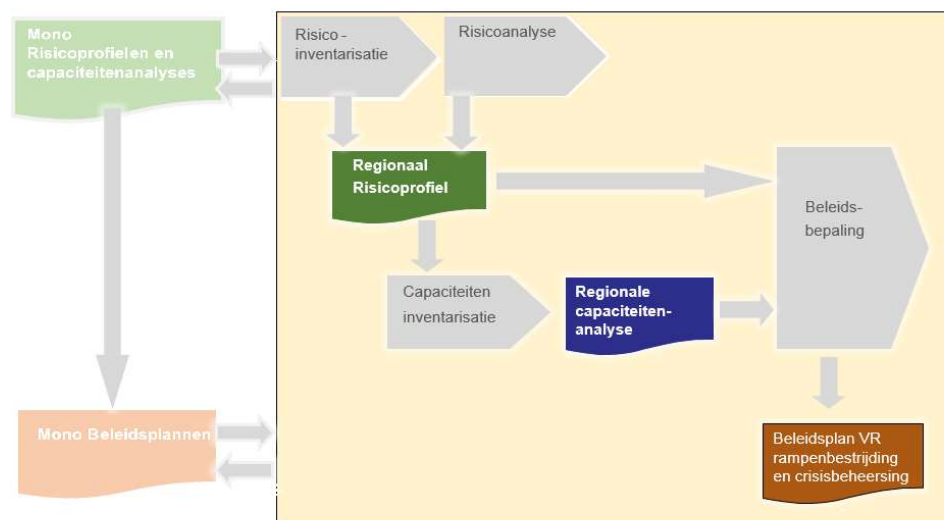 Mono
Risicoprofielen en
capaciteitenanalyses
Risico -
inventarisatie
Risicoanalyse
Regionaal
Risicoprofiel
Beleids-
bepaling
Capaciteiten
inventarisatie
Regionale
capaciteiten-
analyse
Mono Beleidsplannen
Beleidsplan VR
rampenbestrijding
en crisisbeheersing